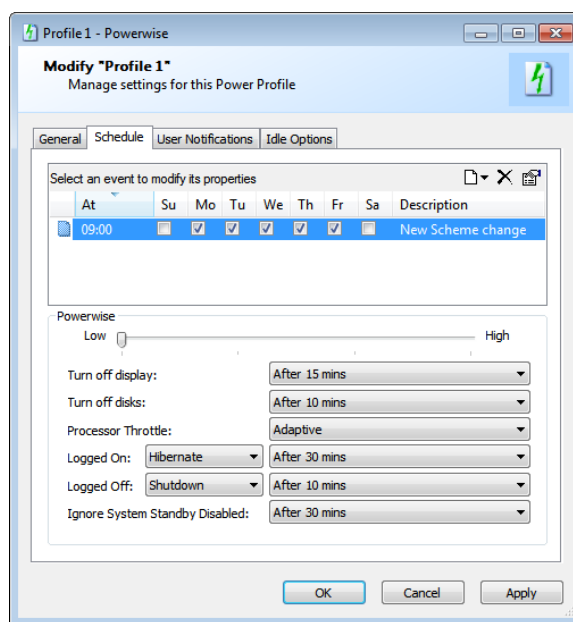 Profile 1 - Powerwise
Modify "Profile 1"
Manage settings for this Power Profile
General Schedule User Notifications Idle Options
Select an event to modify its properties
At Su Mo Tu We Th Fr Sa Description
09:00 New Scheme change
Powerwise
Low High
Turn off display: After 15 mins
Turn off disks: After 10 mins
Processor Throttle: Adaptive
Logged On: Hibernate After 30 mins
Logged Off: Shutdown After 10 mins
Ignore System Standby Disabled: After 30 mins
OK Cancel Apply